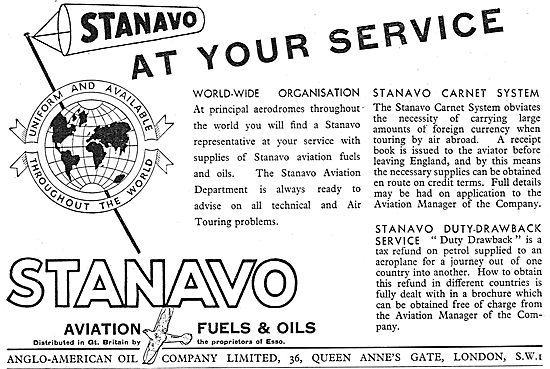 STANAVO
AT YOUR SERVICE
UNIFORM AND AVAILABLE
THROUGHOUT THE WORLD
WORLD-WIDE ORGANISATION
At principal aerodromes throughout
the world you will find a Stanavo
representative at your service with
supplies of Stanavo aviation fuels
and oils. The Stanavo Aviation
Department is always ready to
advise on all technical and Air
Touring problems.
STANAVO CARNET SYSTEM
The Stanavo Carnet System obviates
the necessity of carrying large
amounts of foreign currency when
touring by air abroad. A receipt
book is issued to the aviator before
leaving England, and by this means
the necessary supplies can be obtained
en route on credit terms. Full details
may be had on application to the
Aviation Manager of the Company.
STANAVO DUTY-DRAWBACK
SERVICE "Duty Drawback" is a
tax refund on petrol supplied to an
aeroplane for a journey out of one
country into another. How to obtain
this refund in different countries is
fully dealt with in a brochure which
can be obtained free of charge from
the Aviation Manager of the Com-
pany.
STANAVO
AVIATION FUELS & OILS
Distributed in Gt. Britain by the proprietors of Esso.
ANGLO-AMERICAN OIL COMPANY LIMITED, 36, QUEEN ANNE'S GATE, LONDON, S.W.1